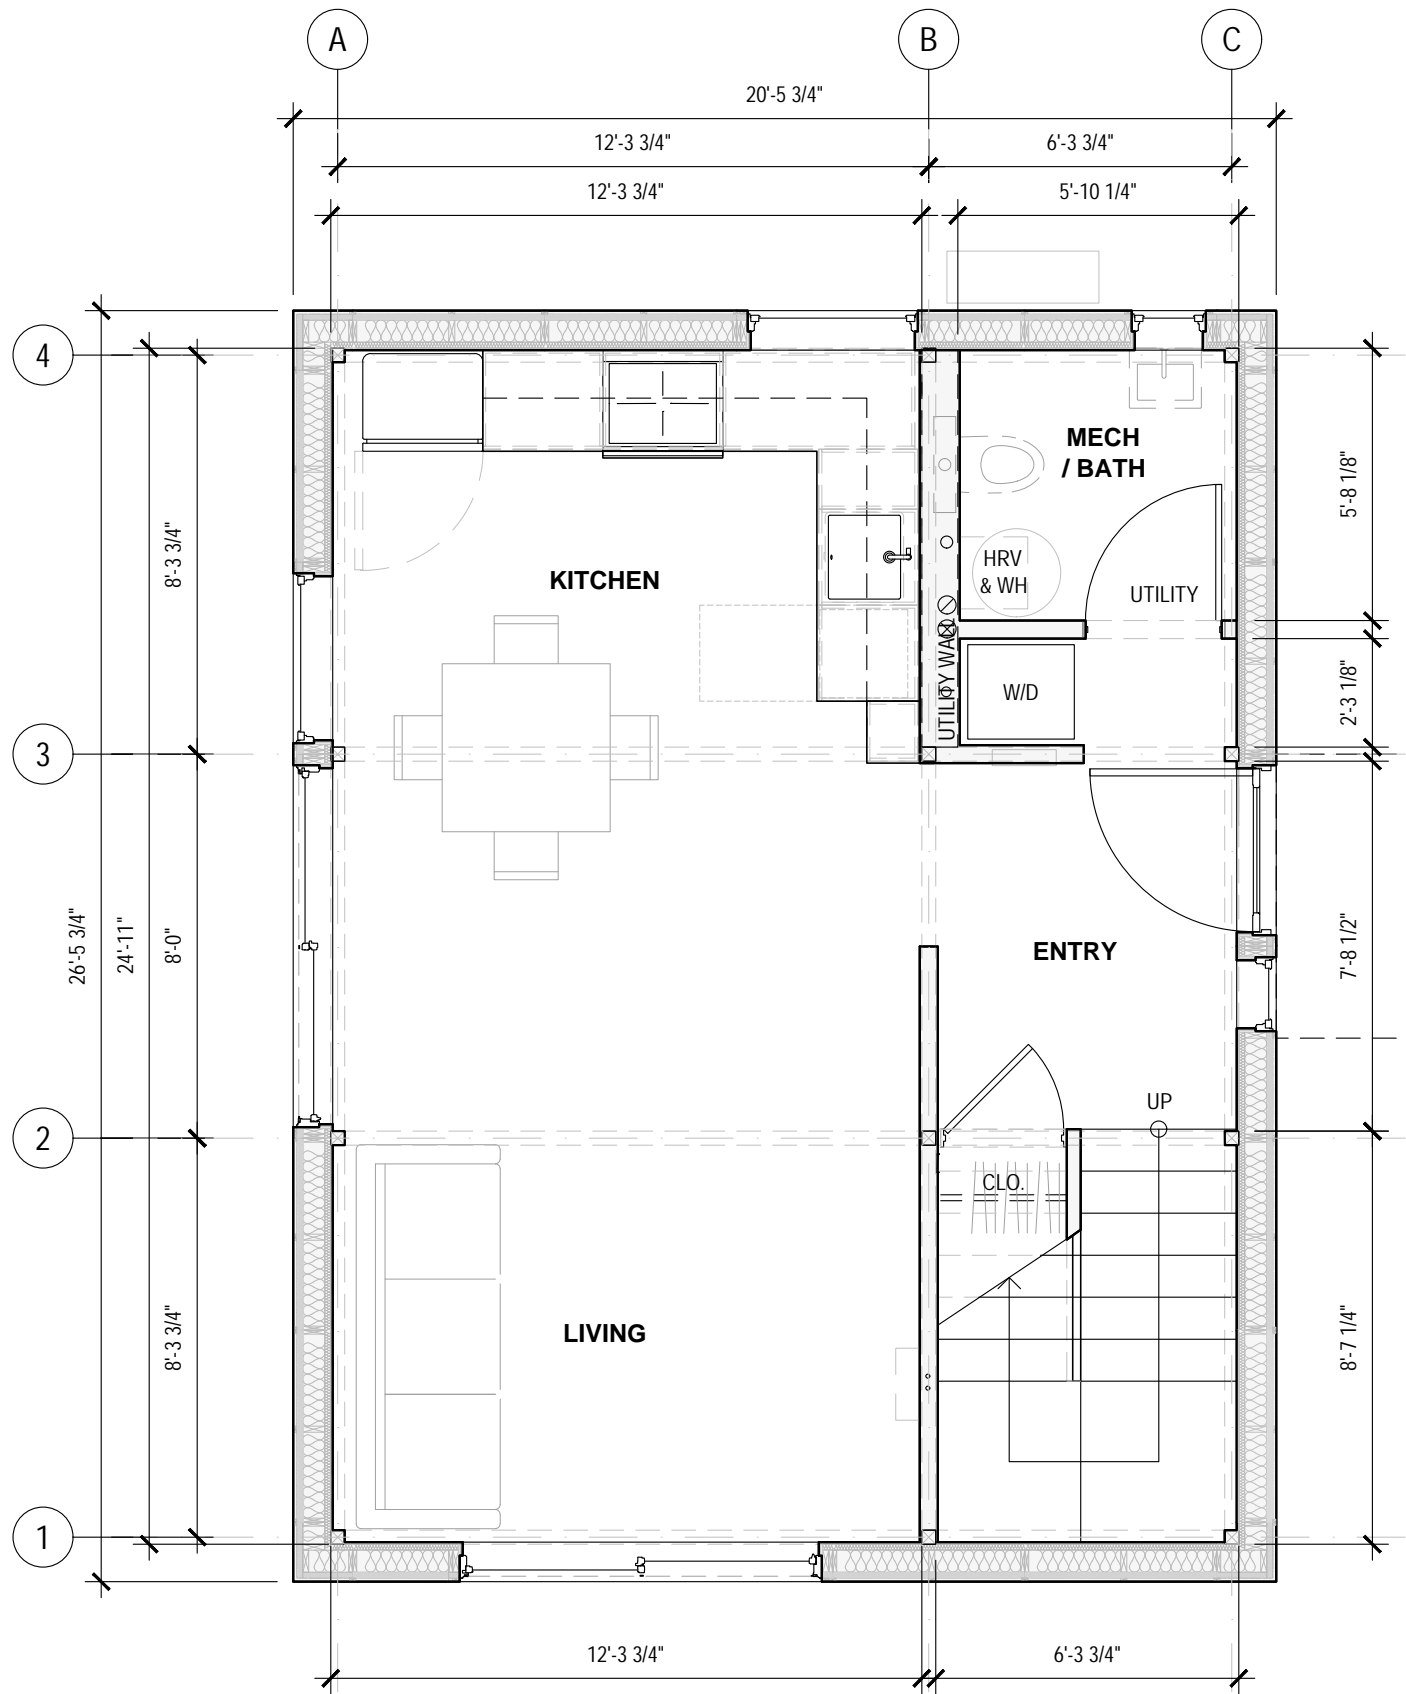 A
B
C
20'-5 3/4"
12'-3 3/4"
6'-3 3/4"
12'-3 3/4"
5'-10 1/4"
4
MECH
/ BATH
5'-8 1/8"
8'-3 3/4"
KITCHEN
HRV
& WH
UTILITY
UTILITY WALL
W/D
2'-3 1/8"
3
26'-5 3/4"
24'-11"
8'-0"
ENTRY
7'-8 1/2"
UP
2
CLO.
8'-3 3/4"
LIVING
8'-7 1/4"
1
12'-3 3/4"
6'-3 3/4"